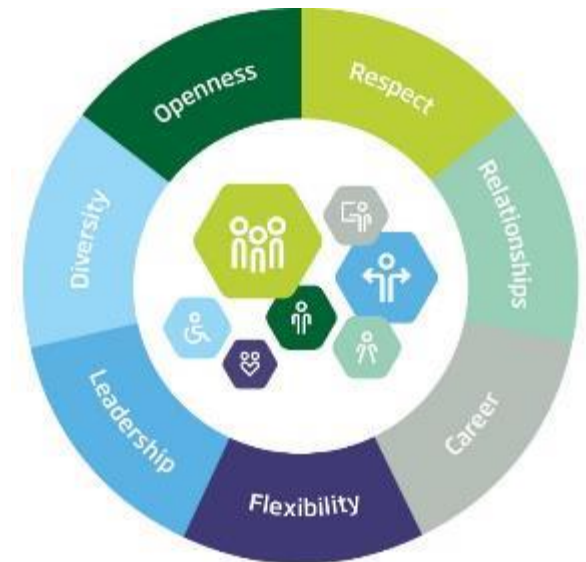 Respect
Relationships
Career
Flexibility
Leadership
Diversity
Openness